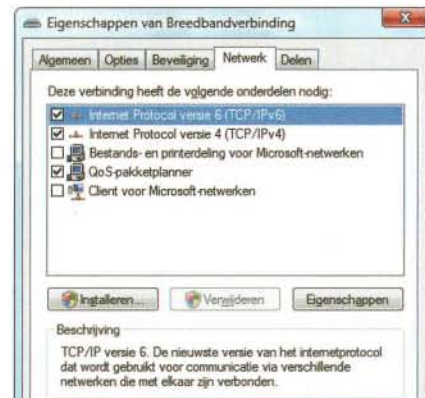 Eigenschappen van Breedbandverbinding
Algemeen Opties Beveiliging Netwerk Delen
Deze verbinding heeft de volgende onderdelen nodig:
Internet Protocol versie 6 (TCP/IPv6)
Internet Protocol versie 4 (TCP/IPv4)
Bestands- en printerdeling voor Microsoft-netwerken
QoS-pakketplanner
Client voor Microsoft-netwerken
Installeren... Verwijderen Eigenschappen
Beschrijving
TCP/IP versie 6. De nieuwste versie van het internetprotocol
dat wordt gebruikt voor communicatie via verschillende
netwerken die met elkaar zijn verbonden.